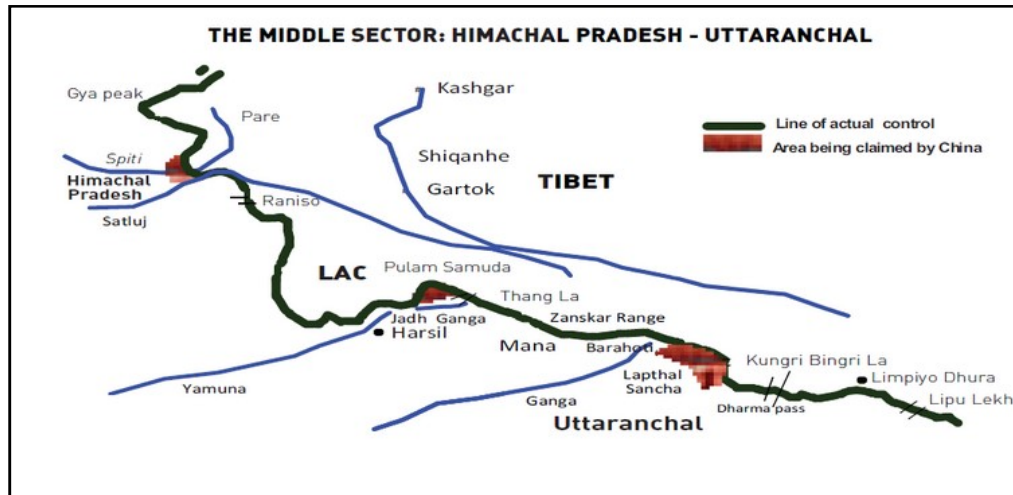 THE MIDDLE SECTOR: HIMACHAL PRADESH - UTTARANCHAL
Gya peak
Kashgar
Pare
Line of actual control
Area being claimed by China
Spiti
Himachal
Pradesh
Shiqanhe
Gartok
TIBET
Raniso
Satluj
LAC
Pulam Samuda
Thang La
Jadh Ganga
Zanskar Range
Harsil
Mana
Barahoti
Kungri Bingri La
Lapthal
Sancha
Limpiyo Dhura
Yamuna
Ganga
Dharma pass
Lipu Lekh
Uttaranchal